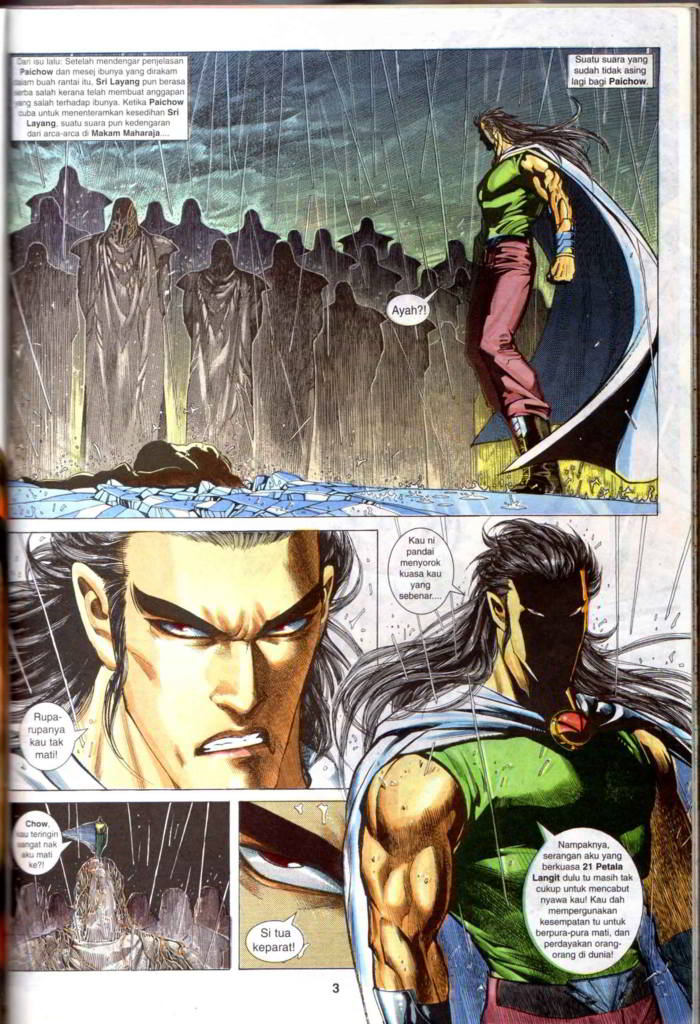 Dari isu lalu: Setelah mendengar penjelasan
Paichow dan mesej ibunya yang dirakam
dalam buah rantai itu, Sri Layang pun berasa
serba salah kerana telah membuat anggapan
yang salah terhadap ibunya. Ketika Paichow
cuba untuk menenteramkan kesedihan Sri
Layang, suatu suara pun kedengaran
dari arca-arca di Makam Maharaja....
Suatu suara yang
sudah tidak asing
lagi bagi Paichow.
Ayah?!
Rupa-
rupanya
kau tak
mati!
Kau ni
pandai
menyorok
kuasa kau
yang
sebenar....
Chow,
kau teringin
sangat nak
aku mati
ke?!
Si tua
keparat!
Nampaknya,
serangan aku yang
berkuasa 21 Petala
Langit dulu tu masih tak
cukup untuk mencabut
nyawa kau! Kau dah
mempergunakan
kesempatan tu untuk
berpura-pura mati, dan
perdayakan orang-
orang di dunia!
3